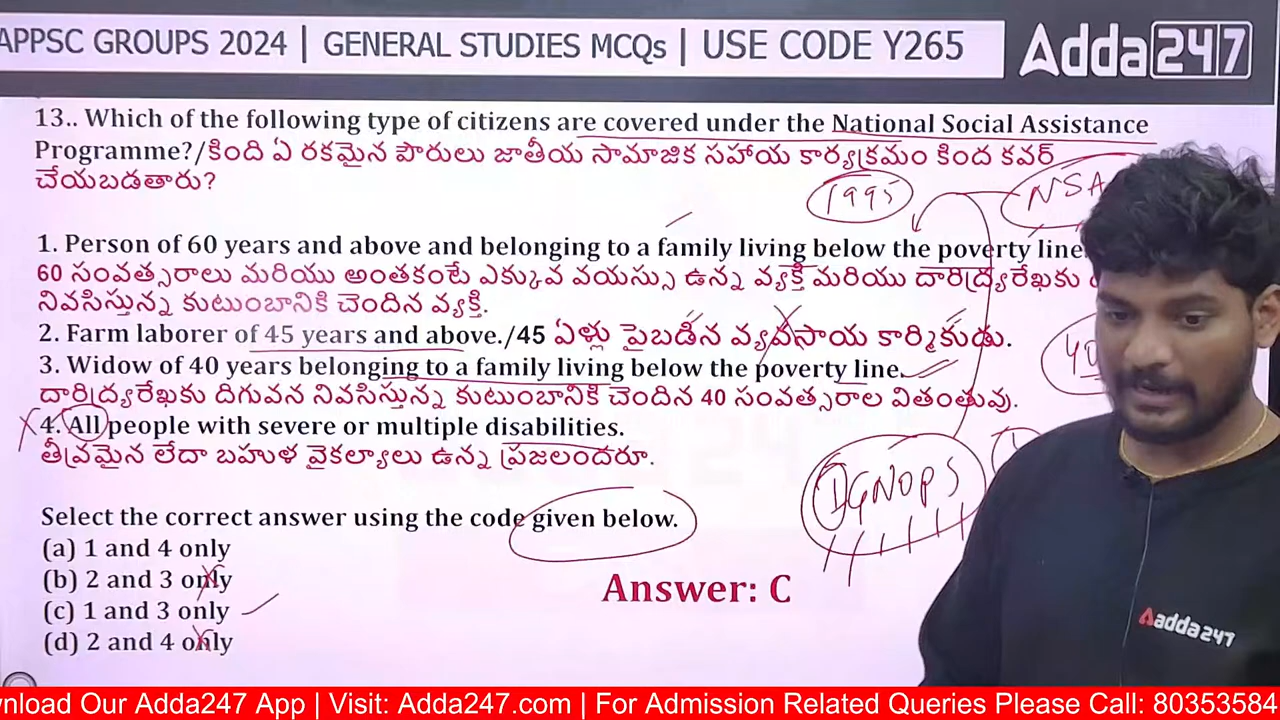 APPSC GROUPS 2024 | GENERAL STUDIES MCQs | USE CODE Y265
Adda247
13.. Which of the following type of citizens are covered under the National Social Assistance
Programme?/కింది ఏ రకమైన పౌరులు జాతీయ సామాజిక సహాయ కార్యక్రమం కింద కవర్
చేయబడతారు?
1995
NSA
1. Person of 60 years and above and belonging to a family living below the poverty line.
60 సంవత్సరాలు మరియు అంతకంటే ఎక్కువ వయస్సు ఉన్న వ్యక్తి మరియు దారిద్ర్యరేఖకు
నివసిస్తున్న కుటుంబానికి చెందిన వ్యక్తి.
2. Farm laborer of 45 years and above./45 ఏళ్లు పైబడిన వ్యవసాయ కార్మికుడు.
3. Widow of 40 years belonging to a family living below the poverty line.
40
దారిద్ర్యరేఖకు దిగువన నివసిస్తున్న కుటుంబానికి చెందిన 40 సంవత్సరాల వితంతువు.
4. All people with severe or multiple disabilities.
తీవ్రమైన లేదా బహుళ వైకల్యాలు ఉన్న ప్రజలందరూ.
IGNOPS
Select the correct answer using the code given below.
(a) 1 and 4 only
(b) 2 and 3 only
(c) 1 and 3 only
(d) 2 and 4 only
Answer: C
Adda247
wnload Our Adda247 App | Visit: Adda247.com | For Admission Related Queries Please Call: 80353584